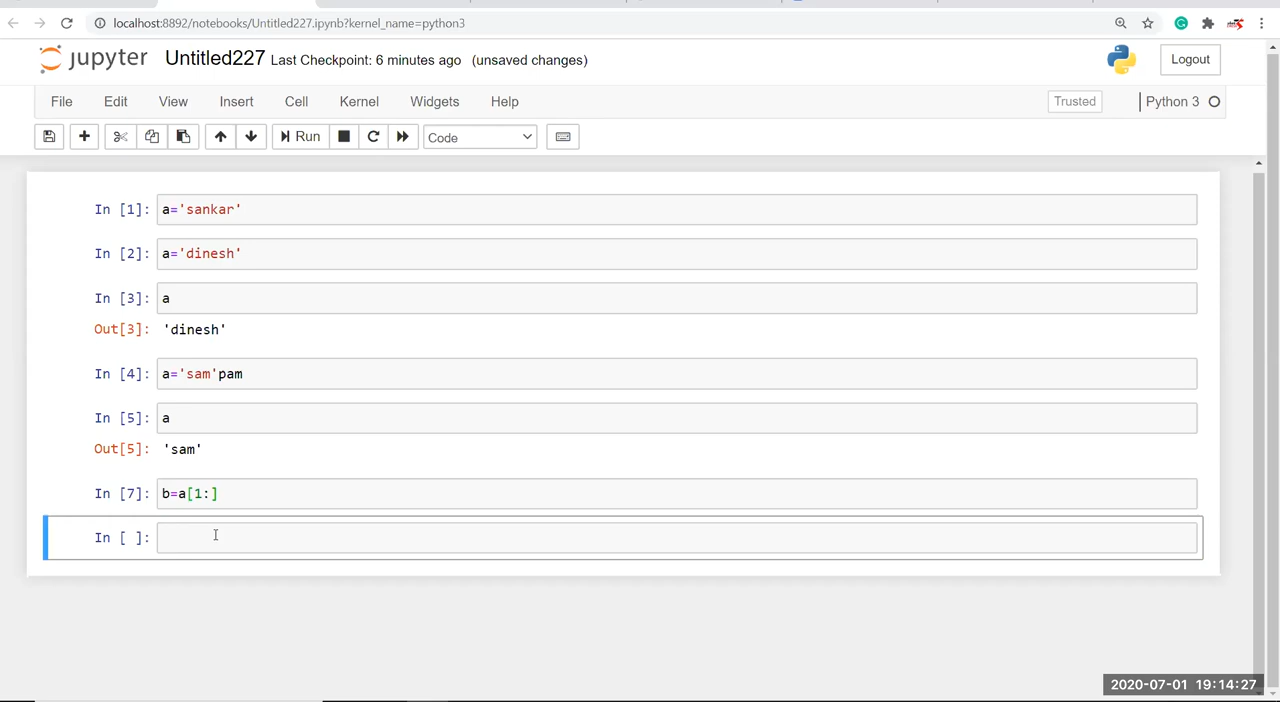 localhost:8892/notebooks/Untitled227.ipynb?kernel_name=python3
jupyter Untitled227 Last Checkpoint: 6 minutes ago (unsaved changes) Logout
File Edit View Insert Cell Kernel Widgets Help Trusted Python 3
Run Code
In [1]: a='sankar'
In [2]: a='dinesh'
In [3]: a
Out[3]: 'dinesh'
In [4]: a='sam'pam
In [5]: a
Out[5]: 'sam'
In [7]: b=a[1:]
In [ ]:
2020-07-01 19:14:27